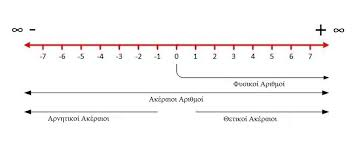 ∞ - + ∞
-7 -6 -5 -4 -3 -2 -1 0 1 2 3 4 5 6 7
Φυσικοί Αριθμοί
Ακέραιοι Αριθμοί
Αρνητικοί Ακέραιοι Θετικοί Ακέραιοι